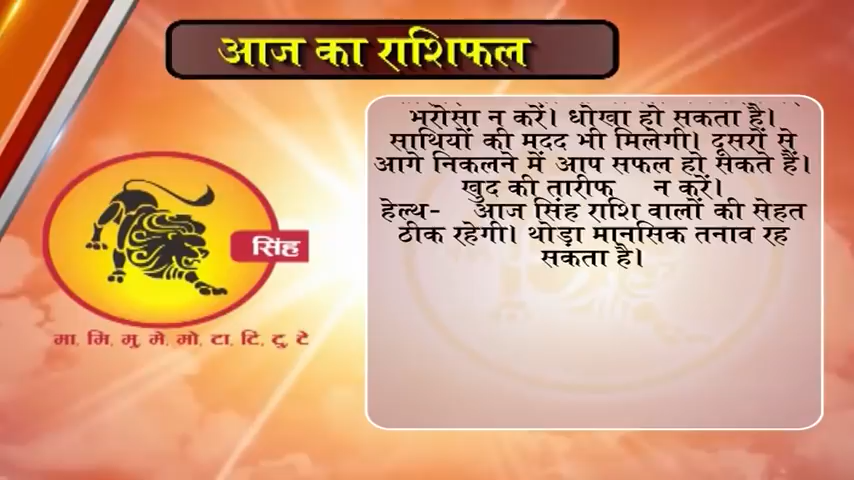 आज का राशिफल
भरोसा न करें। धोखा हो सकता है।
साथियों की मदद भी मिलेगी। दूसरों से
आगे निकलने में आप सफल हो सकते हैं।
खुद की तारीफ न करें।
हेल्थ- आज सिंह राशि वालों की सेहत
ठीक रहेगी। थोड़ा मानसिक तनाव रह
सकता है।
सिंह
मा, मि, मु, मे, मो, टा, टि, टु, टे